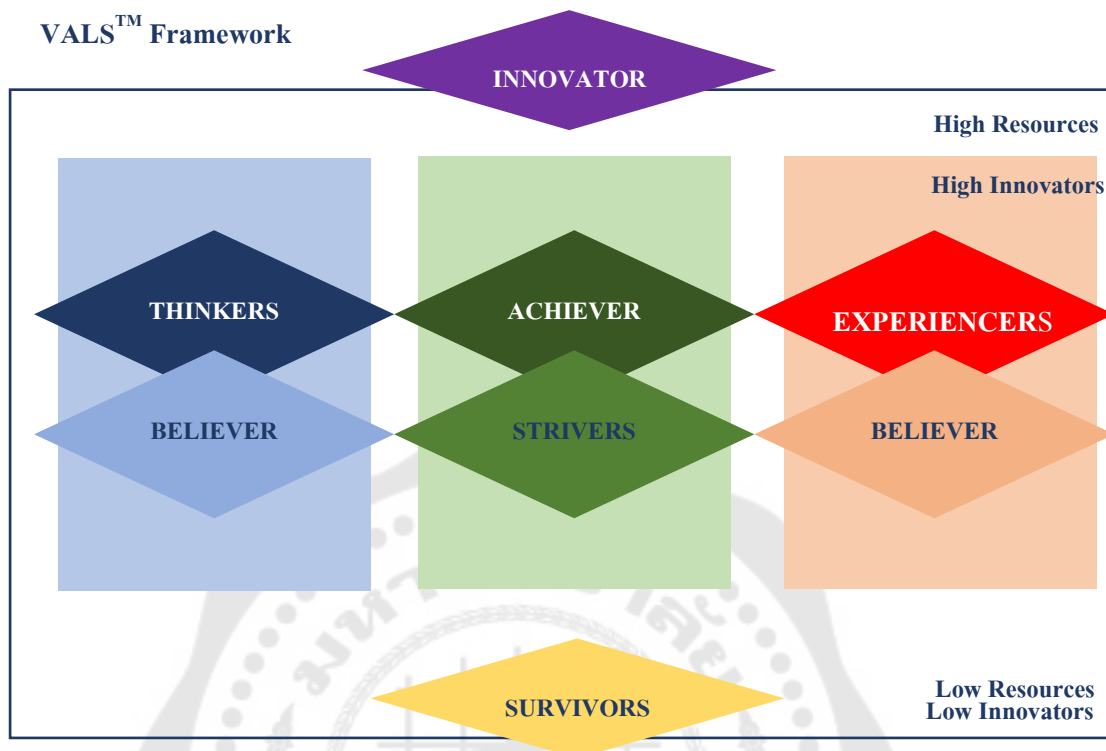 VALS™ Framework
INNOVATOR
High Resources
High Innovators
THINKERS
ACHIEVER
EXPERIENCERS
BELIEVER
STRIVERS
BELIEVER
SURVIVORS
Low Resources
Low Innovators